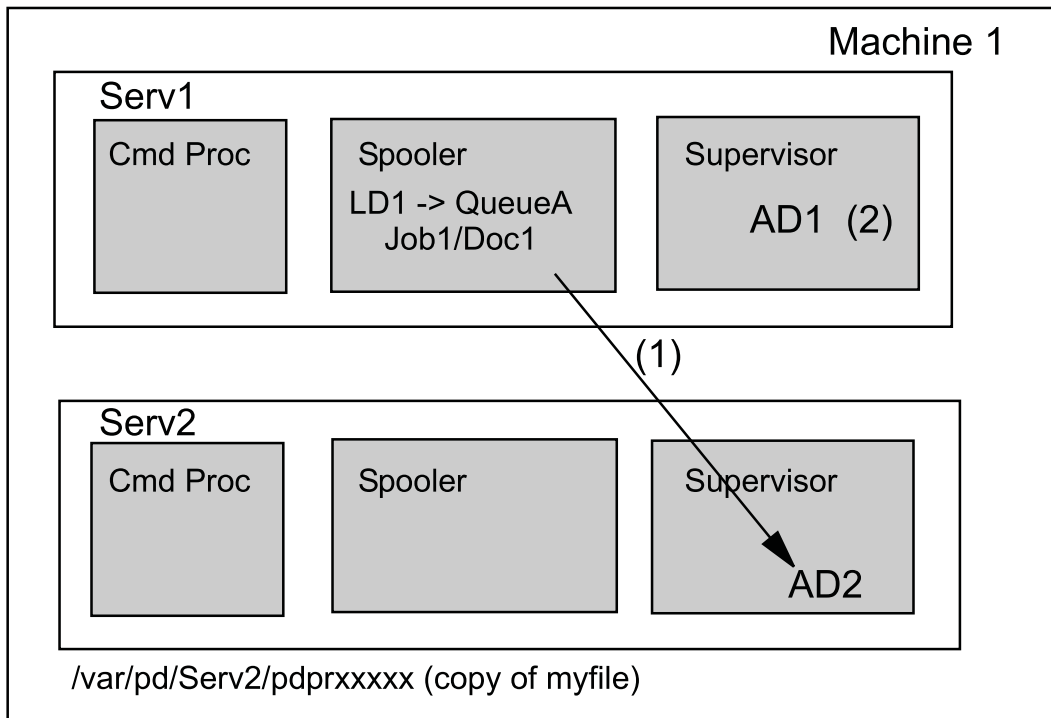 Machine 1
Serv1
Cmd Proc
Spooler
LD1 -> QueueA
Job1/Doc1
Supervisor
AD1 (2)
(1)
Serv2
Cmd Proc
Spooler
Supervisor
AD2
/var/pd/Serv2/pdprxxxxx (copy of myfile)